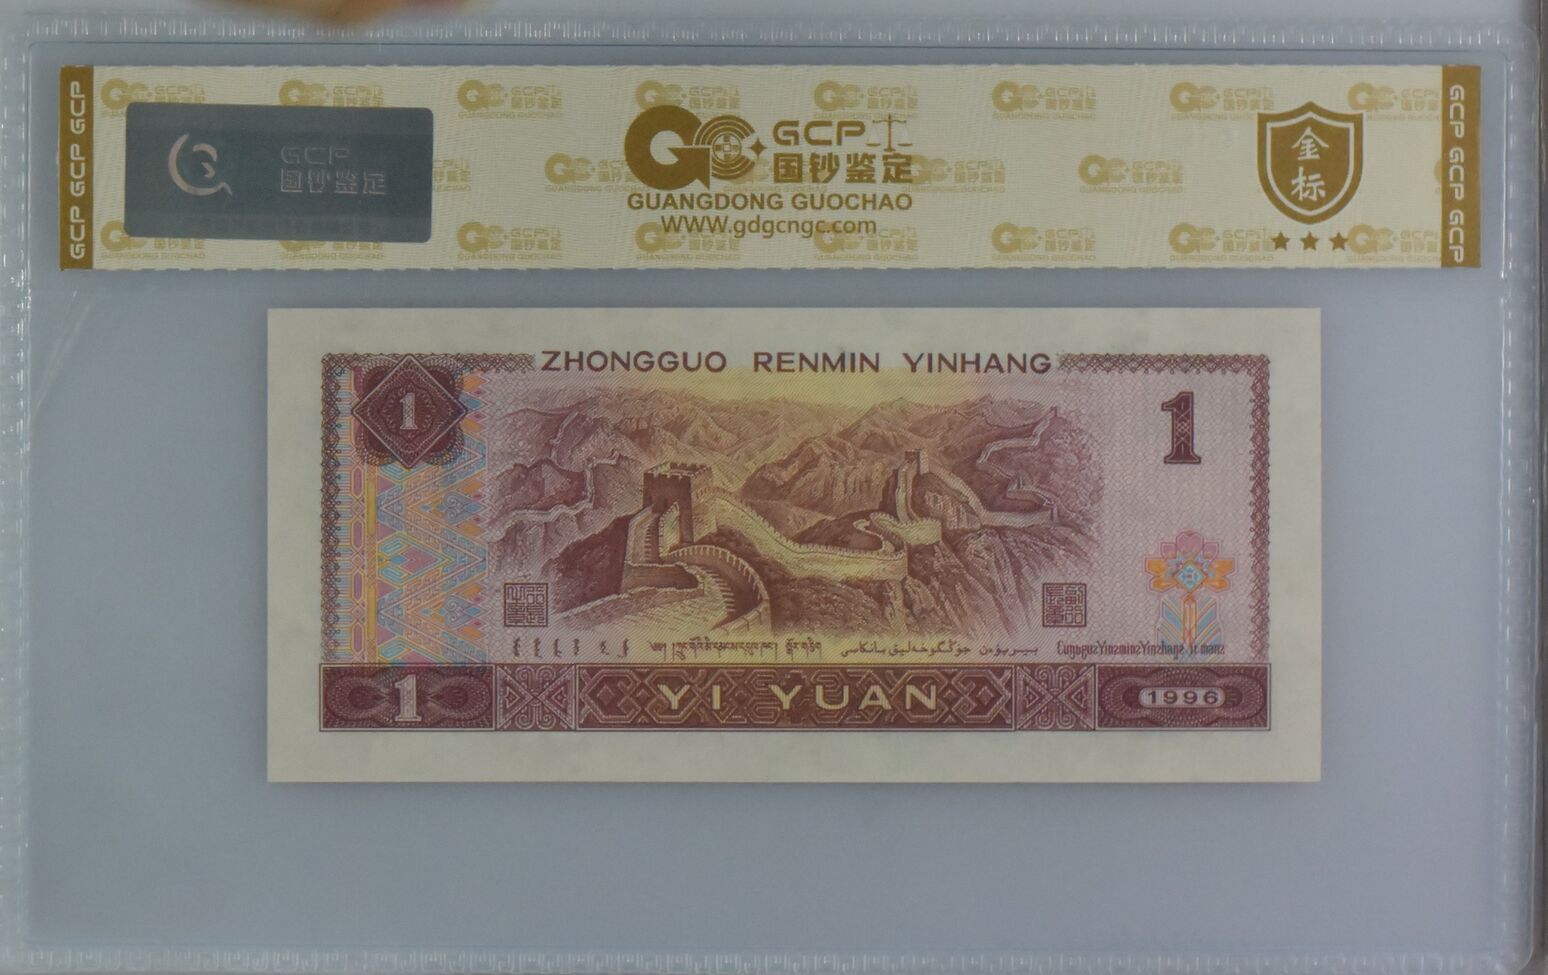 GCP GCP GCP
GCP
国钞鉴定
GCP
国钞鉴定
GUANGDONG GUOCHAO
WWW.gdgcngc.com
金
标
GCP GCP GCP
ZHONGGUO RENMIN YINHANG
1
1
1
YI YUAN
1996